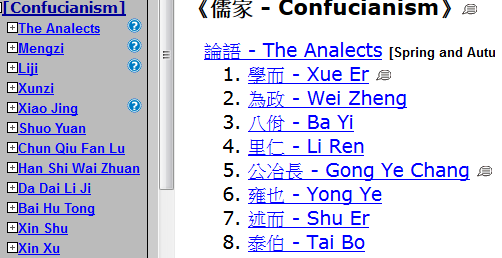 [Confucianism]
The Analects
Mengzi
Liji
Xunzi
Xiao Jing
Shuo Yuan
Chun Qiu Fan Lu
Han Shi Wai Zhuan
Da Dai Li Ji
Bai Hu Tong
Xin Shu
Xin Xu
《儒家 - Confucianism》
論語 - The Analects [Spring and Autu
1. 學而 - Xue Er
2. 為政 - Wei Zheng
3. 八佾 - Ba Yi
4. 里仁 - Li Ren
5. 公冶長 - Gong Ye Chang
6. 雍也 - Yong Ye
7. 述而 - Shu Er
8. 泰伯 - Tai Bo